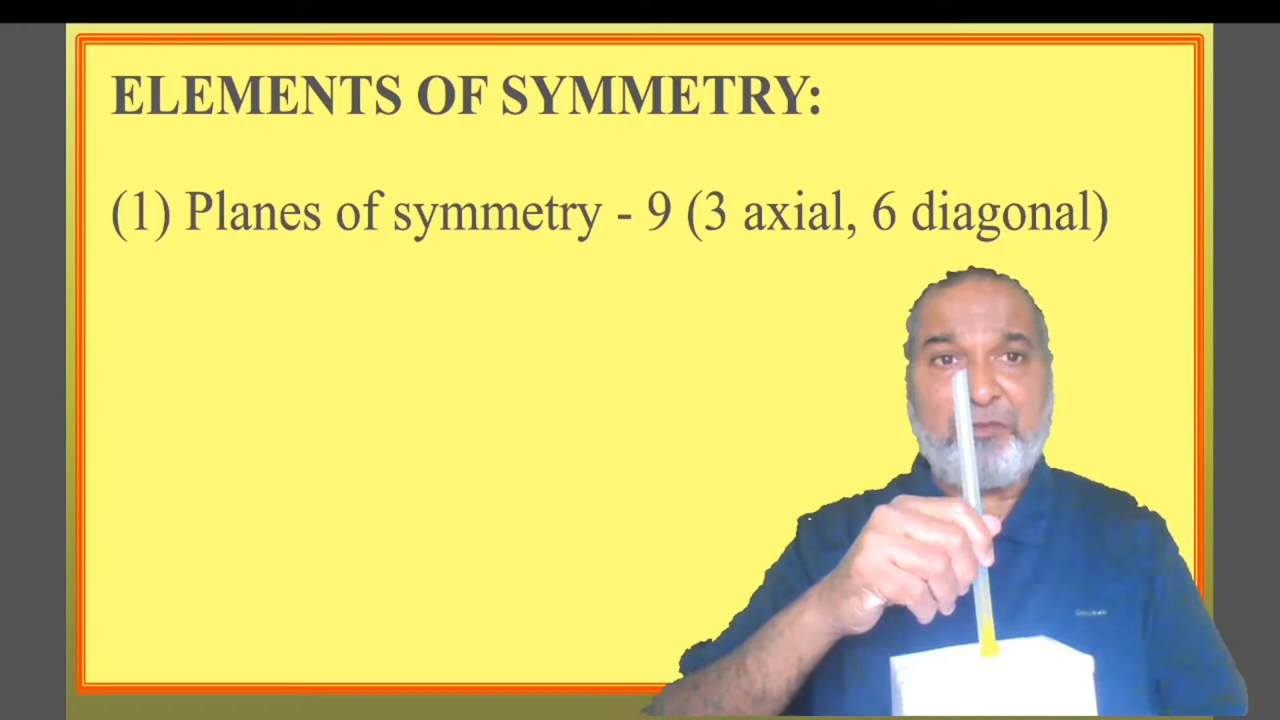 ELEMENTS OF SYMMETRY:
(1) Planes of symmetry - 9 (3 axial, 6 diagonal)